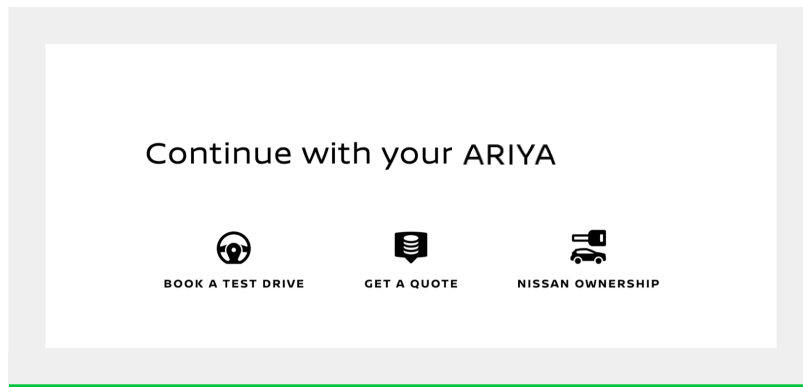 Continue with your ARIYA
BOOK A TEST DRIVE
GET A QUOTE
NISSAN OWNERSHIP